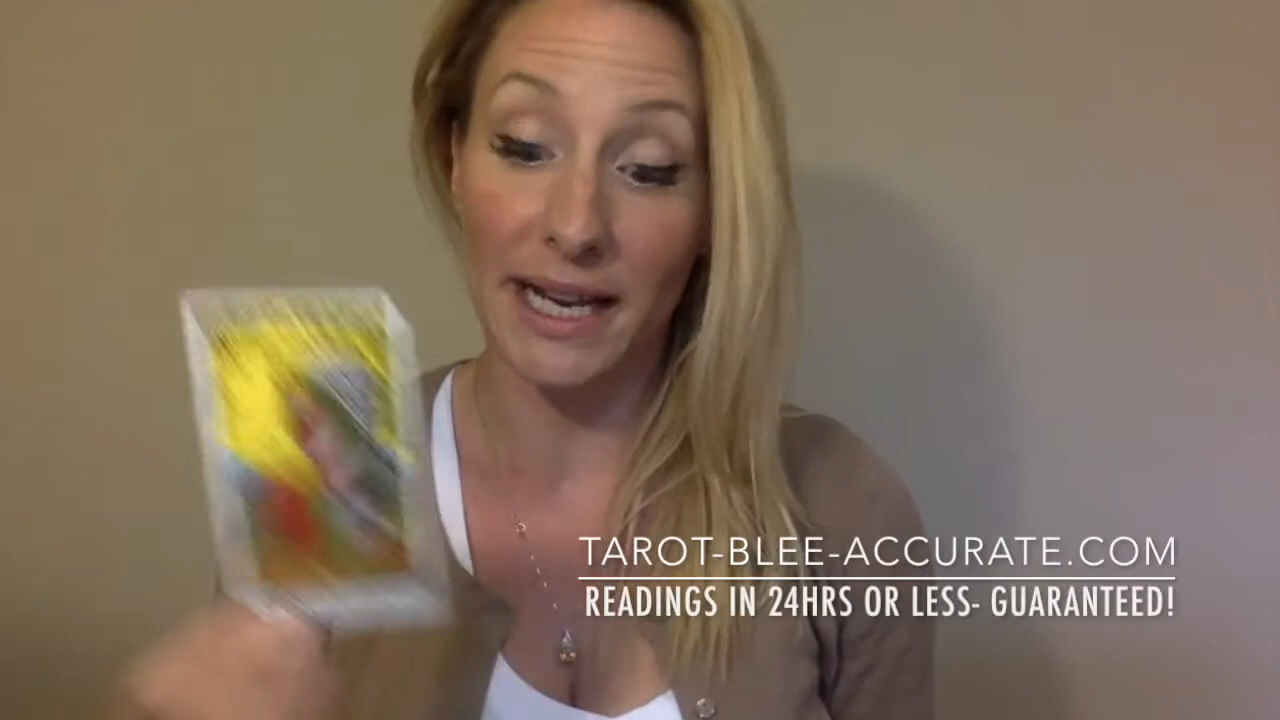 TAROT-BLEE-ACCURATE.COM
READINGS IN 24HRS OR LESS- GUARANTEED!